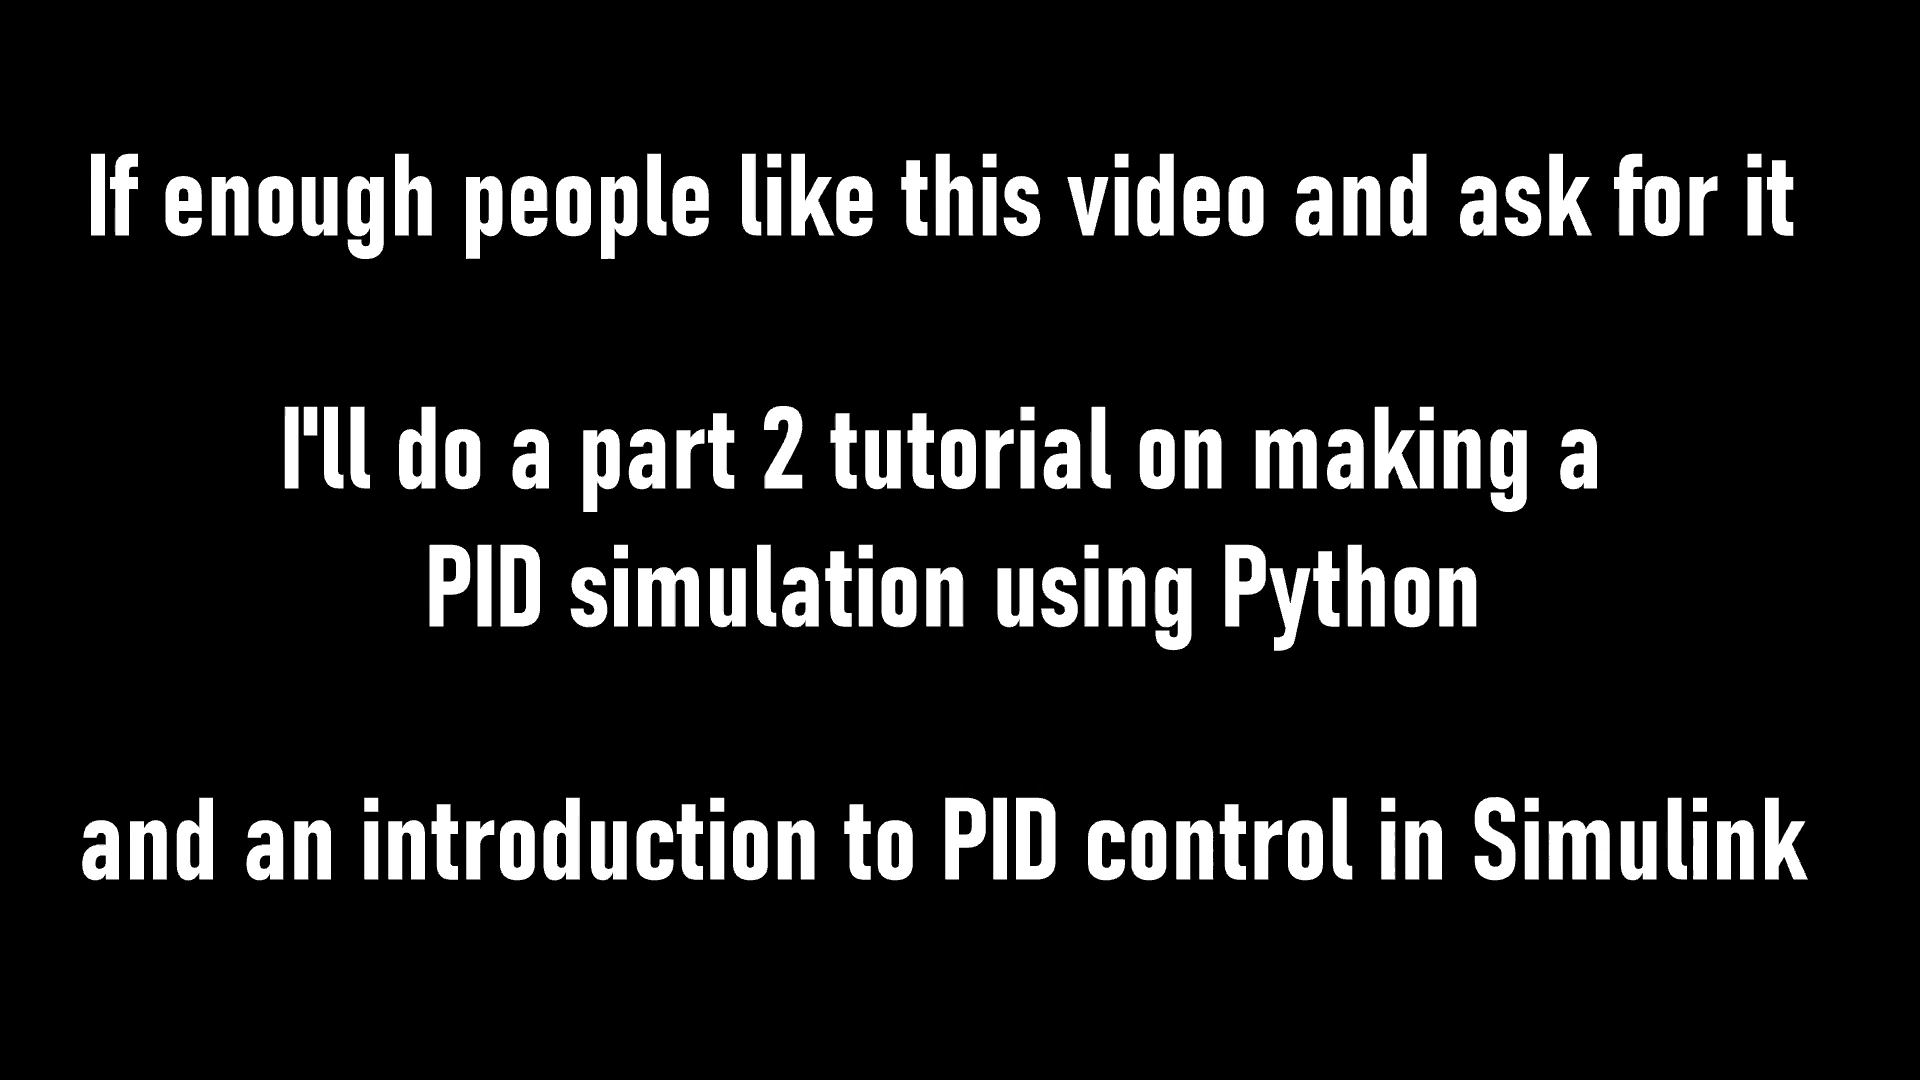 If enough people like this video and ask for it
I'll do a part 2 tutorial on making a
PID simulation using Python
and an introduction to PID control in Simulink